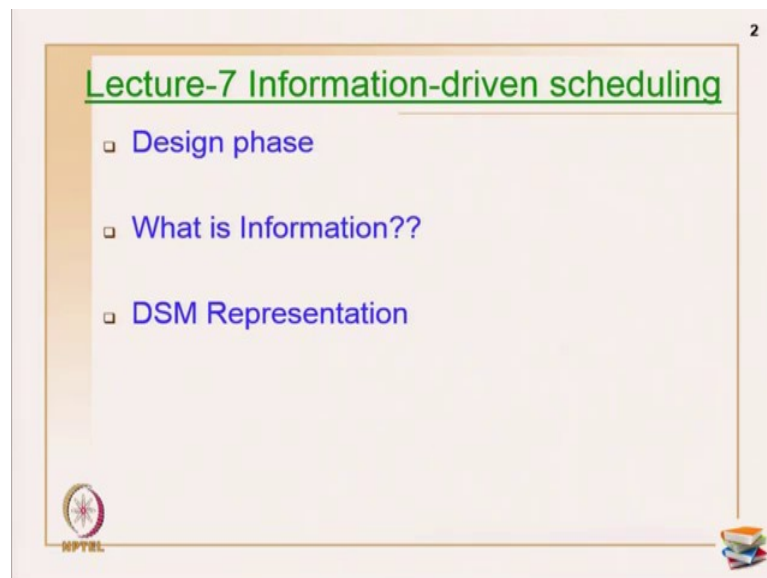 2
Lecture-7 Information-driven scheduling
Design phase
What is Information??
DSM Representation
NPTEL